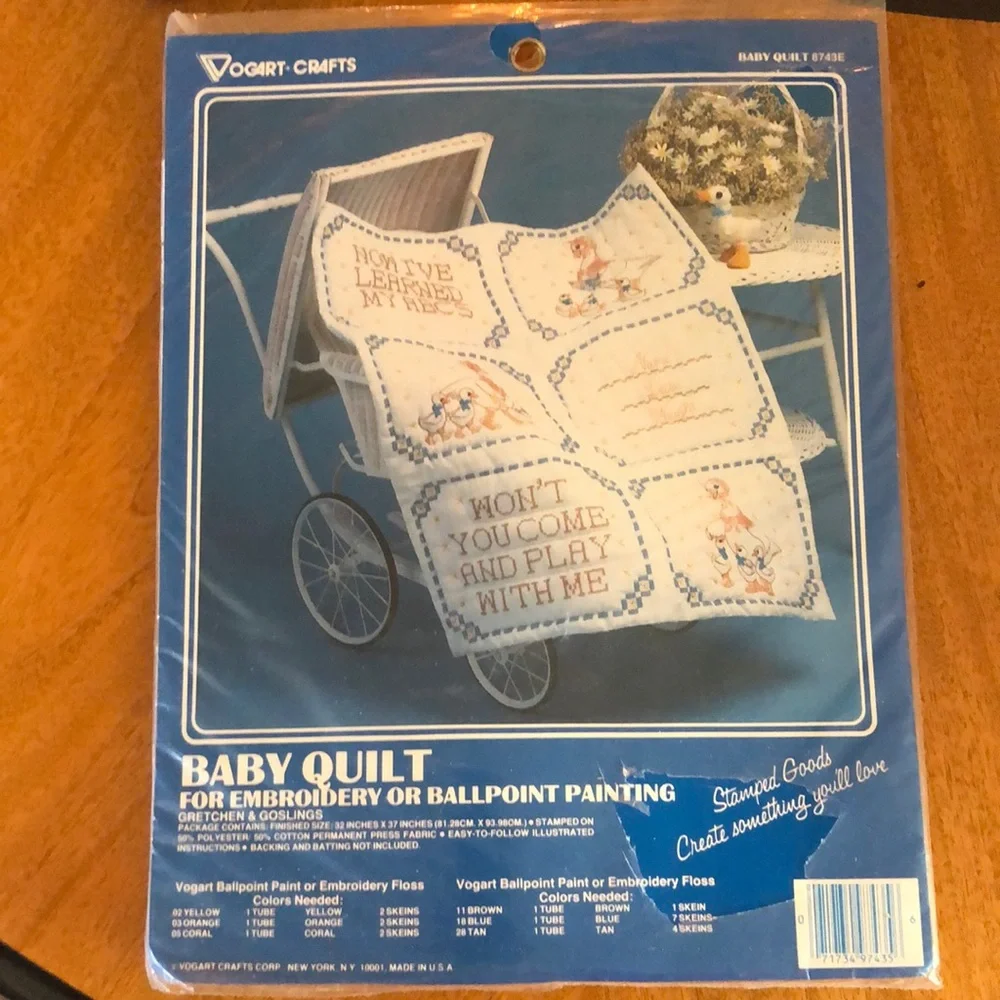 VOGART · CRAFTS
BABY QUILT 8743E
NOW I'VE
LEARNED
MY ABC'S
WON'T
YOU COME
AND PLAY
WITH ME
BABY QUILT
FOR EMBROIDERY OR BALLPOINT PAINTING
GRETCHEN & GOSLINGS
PACKAGE CONTAINS: FINISHED SIZE: 32 INCHES X 37 INCHES (81.28CM. X 93.98CM.) • STAMPED ON
50% POLYESTER 50% COTTON PERMANENT PRESS FABRIC • EASY-TO-FOLLOW ILLUSTRATED
INSTRUCTIONS • BACKING AND BATTING NOT INCLUDED
Stamped Goods
Create something you'll love
Vogart Ballpoint Paint or Embroidery Floss
Colors Needed:
02 YELLOW 1 TUBE YELLOW 2 SKEINS
03 ORANGE 1 TUBE ORANGE 2 SKEINS
05 CORAL 1 TUBE CORAL 2 SKEINS
Vogart Ballpoint Paint or Embroidery Floss
Colors Needed:
11 BROWN 1 TUBE BROWN 1 SKEIN
18 BLUE 1 TUBE BLUE 7 SKEINS
28 TAN 1 TUBE TAN 4 SKEINS
0 71734 97435 6
VOGART CRAFTS CORP NEW YORK, N.Y. 10001, MADE IN U.S.A